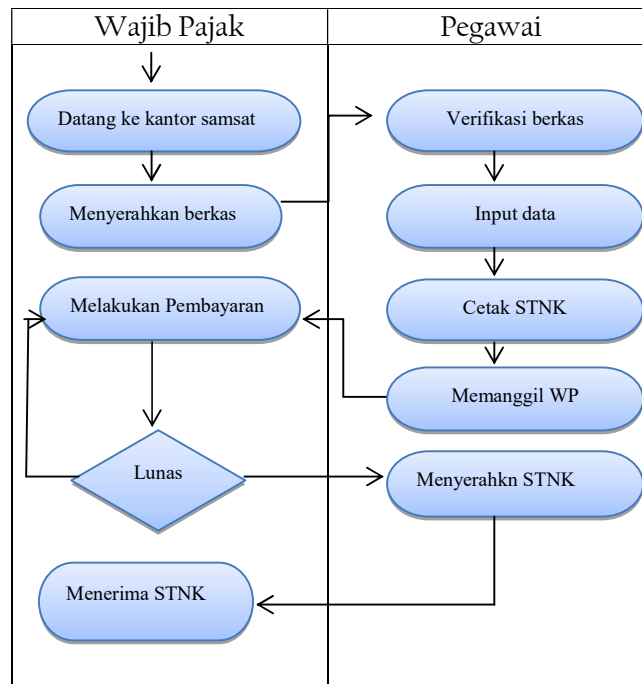 Wajib Pajak
Pegawai
Datang ke kantor samsat
Verifikasi berkas
Menyerahkan berkas
Input data
Melakukan Pembayaran
Cetak STNK
Memanggil WP
Lunas
Menyerahkn STNK
Menerima STNK